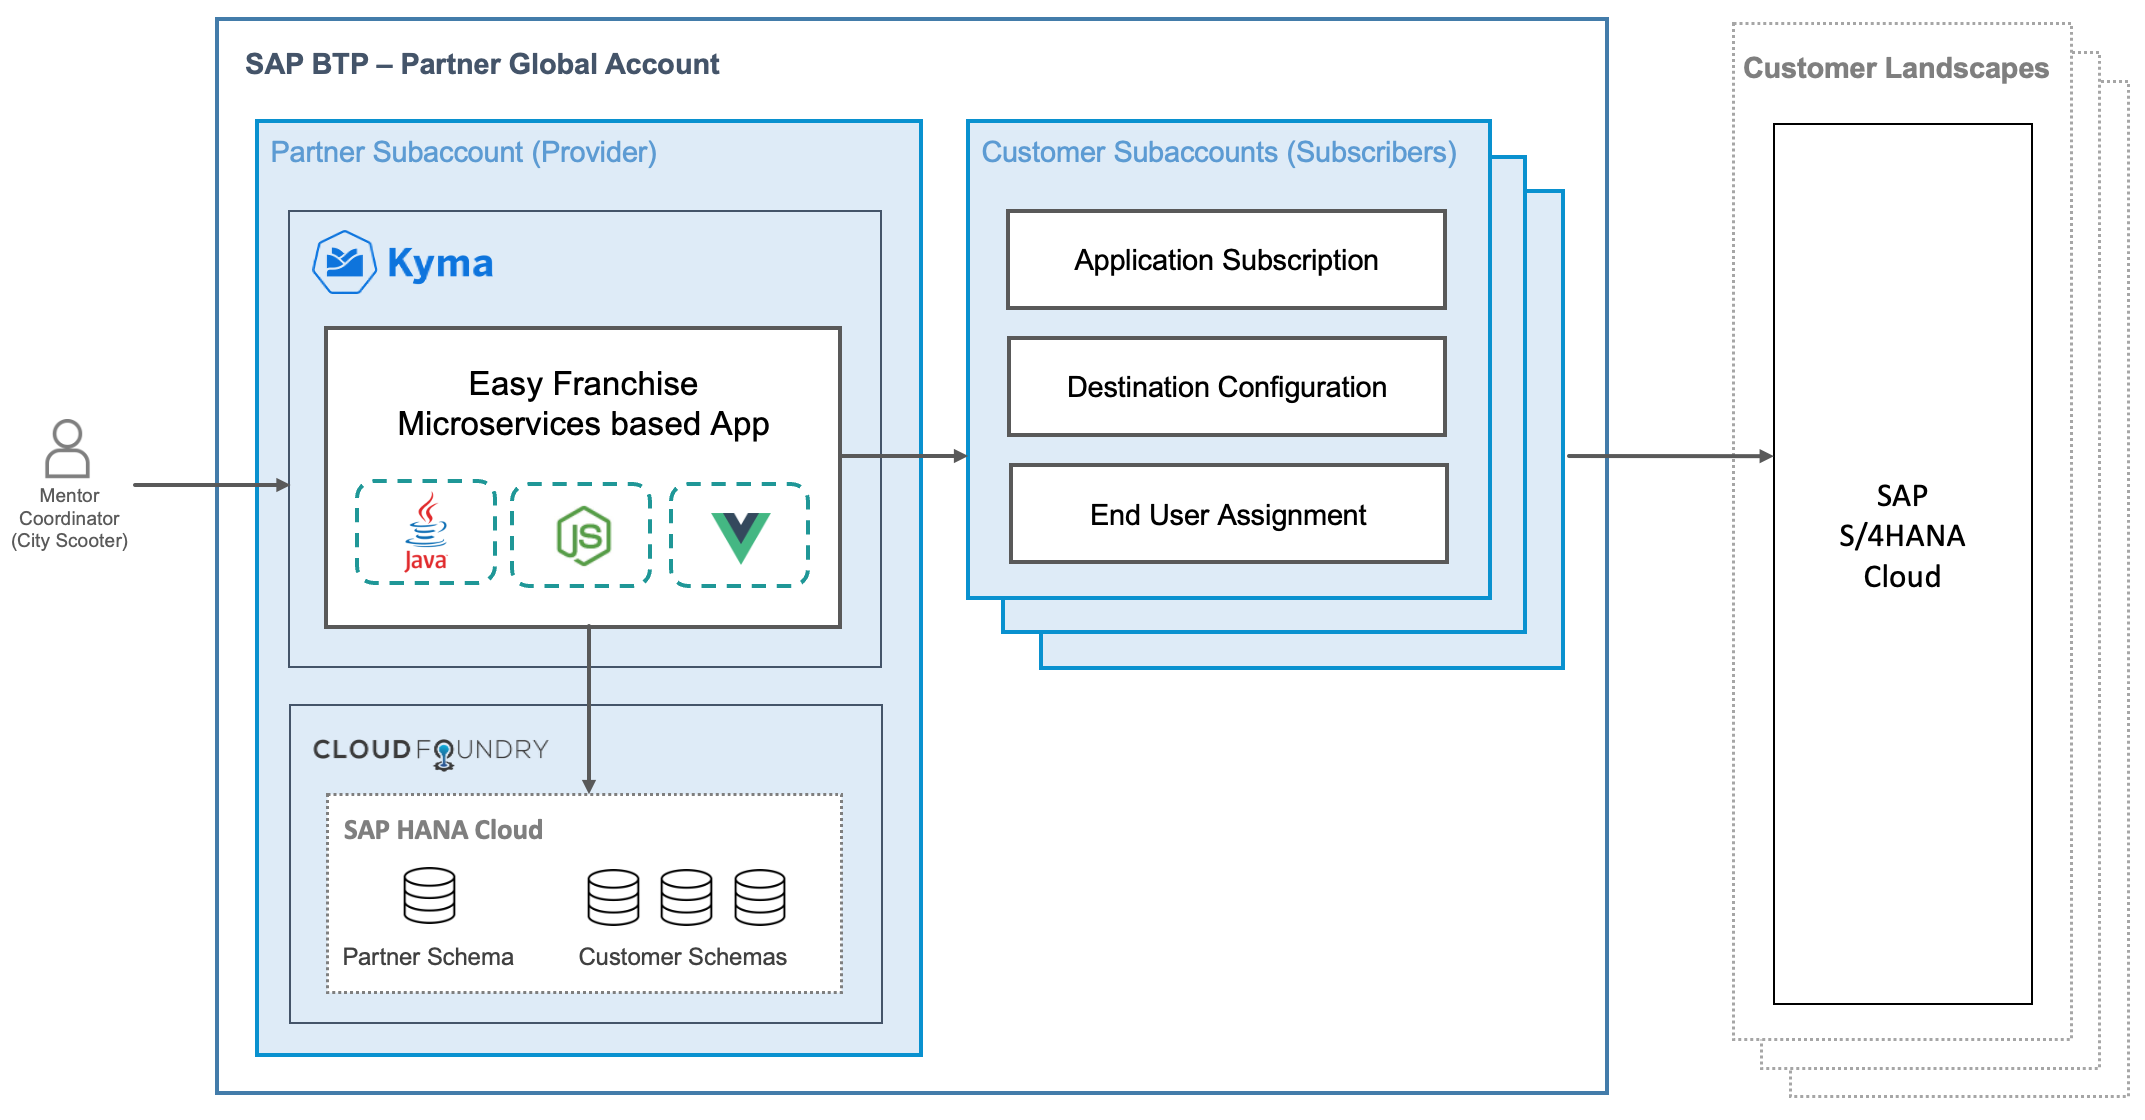 SAP BTP – Partner Global Account
Customer Landscapes
Partner Subaccount (Provider)
Customer Subaccounts (Subscribers)
Kyma
Application Subscription
Easy Franchise
Microservices based App
Java
JS
Destination Configuration
End User Assignment
Mentor
Coordinator
(City Scooter)
SAP
S/4HANA
Cloud
CLOUD FOUNDRY
SAP HANA Cloud
Partner Schema
Customer Schemas